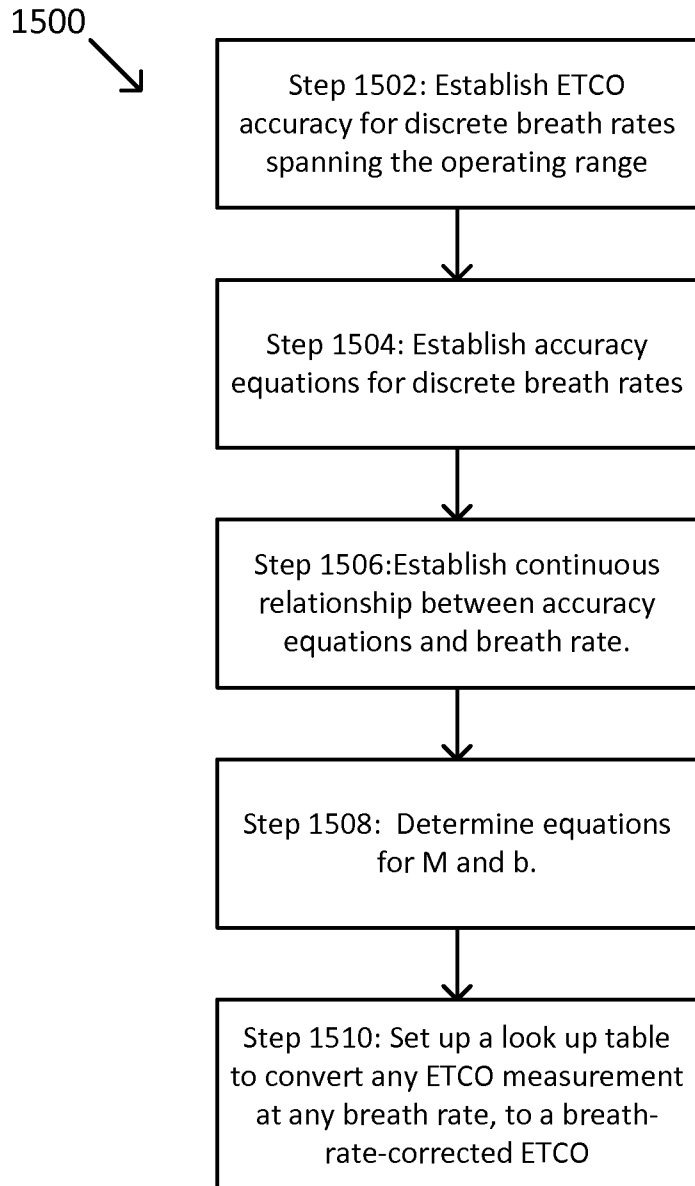 1500
Step 1502: Establish ETCO
accuracy for discrete breath rates
spanning the operating range
Step 1504: Establish accuracy
equations for discrete breath rates
Step 1506:Establish continuous
relationship between accuracy
equations and breath rate.
Step 1508:  Determine equations
for M and b.
Step 1510: Set up a look up table
to convert any ETCO measurement
at any breath rate, to a breath-
rate-corrected ETCO